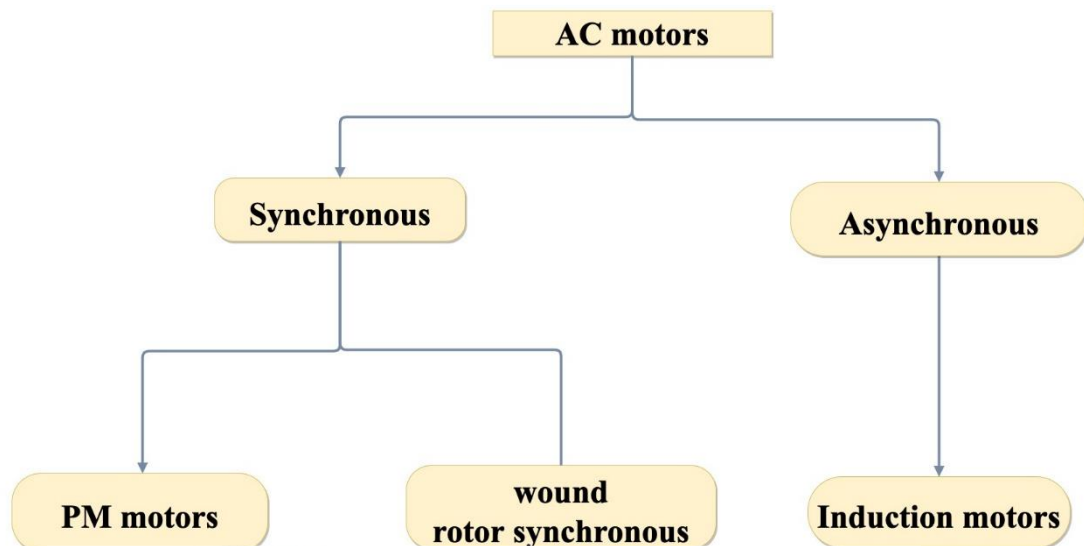 AC motors
Synchronous
Asynchronous
PM motors
wound
rotor synchronous
Induction motors